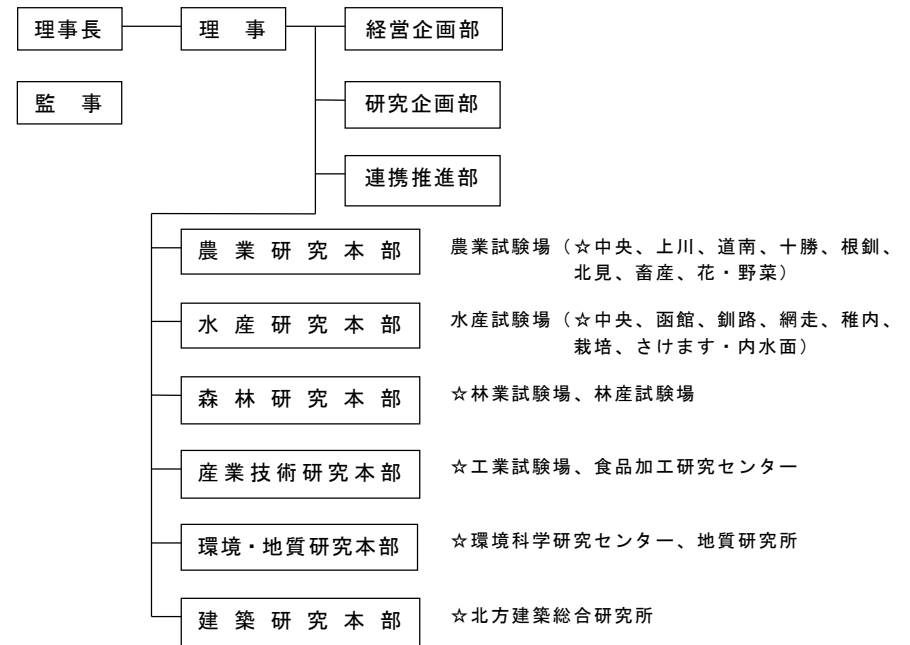 理事長
理　事
経営企画部
監　事
研究企画部
連携推進部
農業研究本部
農業試験場（☆中央、上川、道南、十勝、根釧、
北見、畜産、花・野菜）
水産研究本部
水産試験場（☆中央、函館、釧路、網走、稚内、
栽培、さけます・内水面）
森林研究本部
☆林業試験場、林産試験場
産業技術研究本部
☆工業試験場、食品加工研究センター
環境・地質研究本部
☆環境科学研究センター、地質研究所
建築研究本部
☆北方建築総合研究所